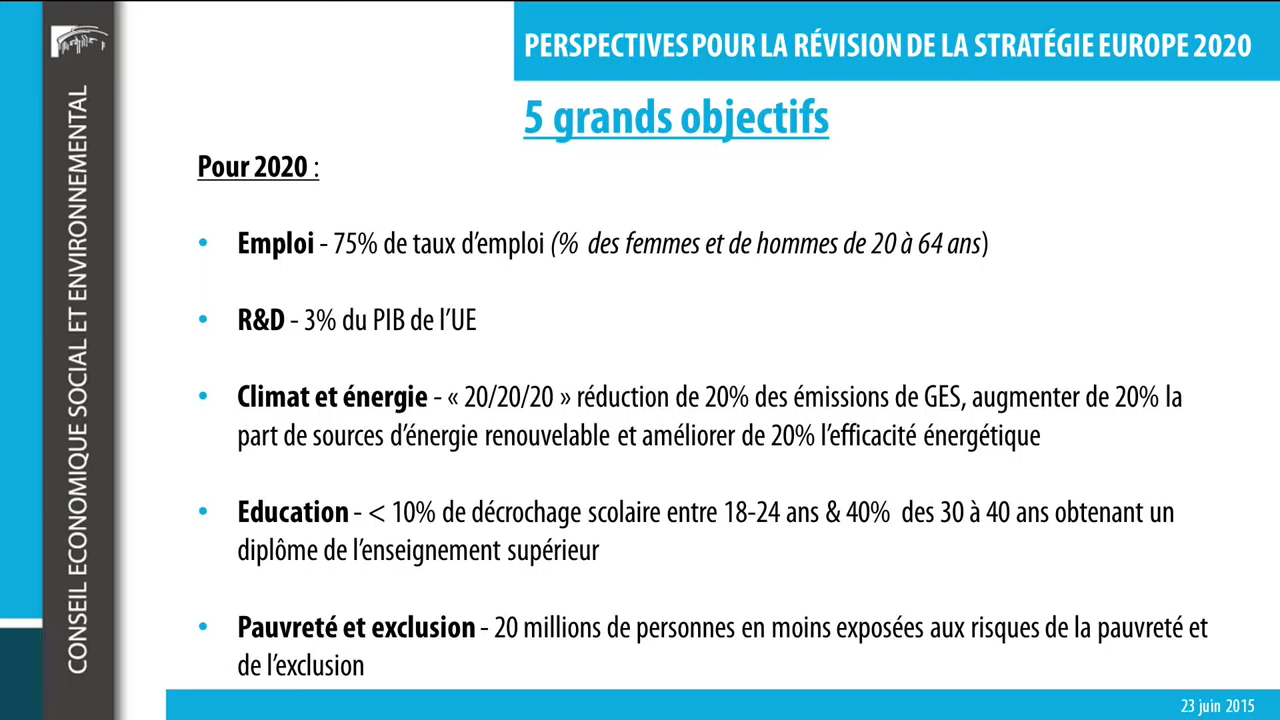 PERSPECTIVES POUR LA RÉVISION DE LA STRATÉGIE EUROPE 2020
CONSEIL ECONOMIQUE SOCIAL ET ENVIRONNEMENTAL
5 grands objectifs
Pour 2020 :
• Emploi - 75% de taux d’emploi (% des femmes et de hommes de 20 à 64 ans)
• R&D - 3% du PIB de l’UE
• Climat et énergie - « 20/20/20 » réduction de 20% des émissions de GES, augmenter de 20% la
part de sources d’énergie renouvelable et améliorer de 20% l’efficacité énergétique
• Education - < 10% de décrochage scolaire entre 18-24 ans & 40% des 30 à 40 ans obtenant un
diplôme de l’enseignement supérieur
• Pauvreté et exclusion - 20 millions de personnes en moins exposées aux risques de la pauvreté et
de l’exclusion
23 juin 2015